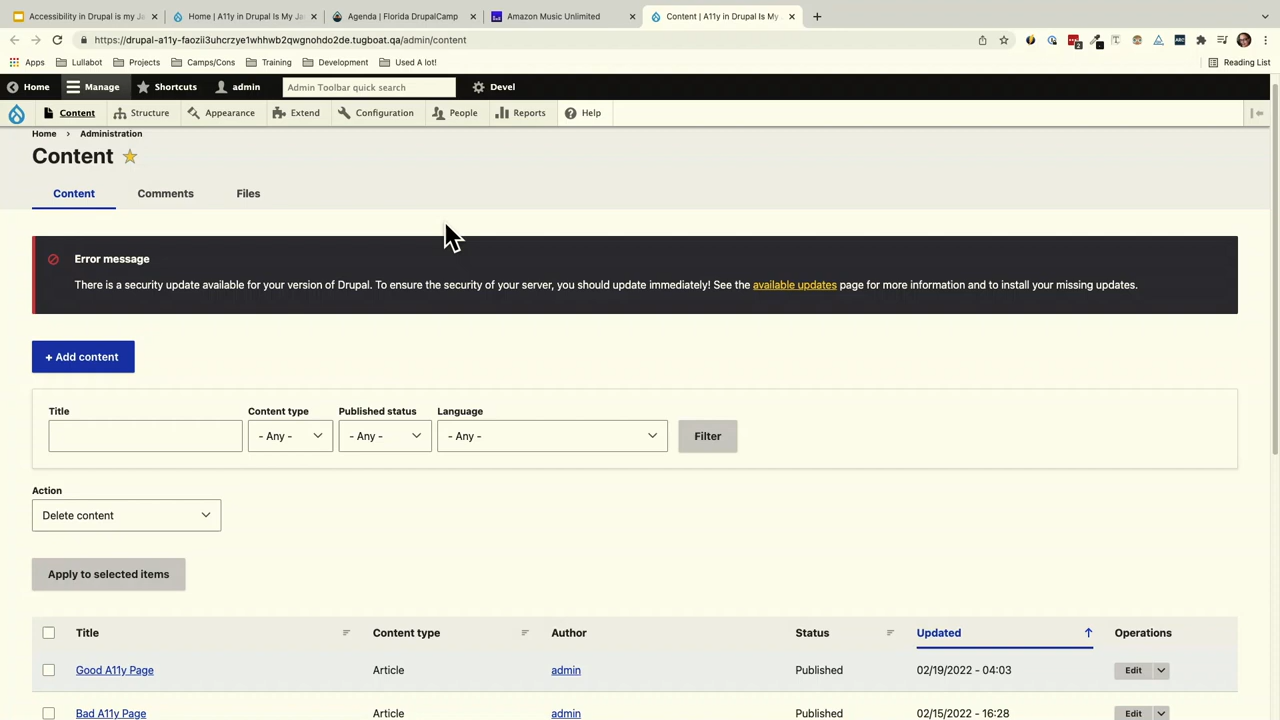 Accessibility in Drupal is my Ja
Home | A11y in Drupal Is My Ja
Agenda | Florida DrupalCamp
Amazon Music Unlimited
Content | A11y in Drupal Is My J
https://drupal-a11y-faozii3uhcrzye1whhwb2qwgnohdo2de.tugboat.qa/admin/content
Apps Lullabot Projects Camps/Cons Training Development Used A lot! Reading List
Home Manage Shortcuts admin Admin Toolbar quick search Devel
Content Structure Appearance Extend Configuration People Reports Help
Home › Administration
Content
Content Comments Files
Error message
There is a security update available for your version of Drupal. To ensure the security of your server, you should update immediately! See the available updates page for more information and to install your missing updates.
+ Add content
Title Content type Published status Language
- Any - - Any - - Any - Filter
Action
Delete content
Apply to selected items
Title Content type Author Status Updated Operations
Good A11y Page Article admin Published 02/19/2022 - 04:03 Edit
Bad A11y Page Article admin Published 02/15/2022 - 16:28 Edit